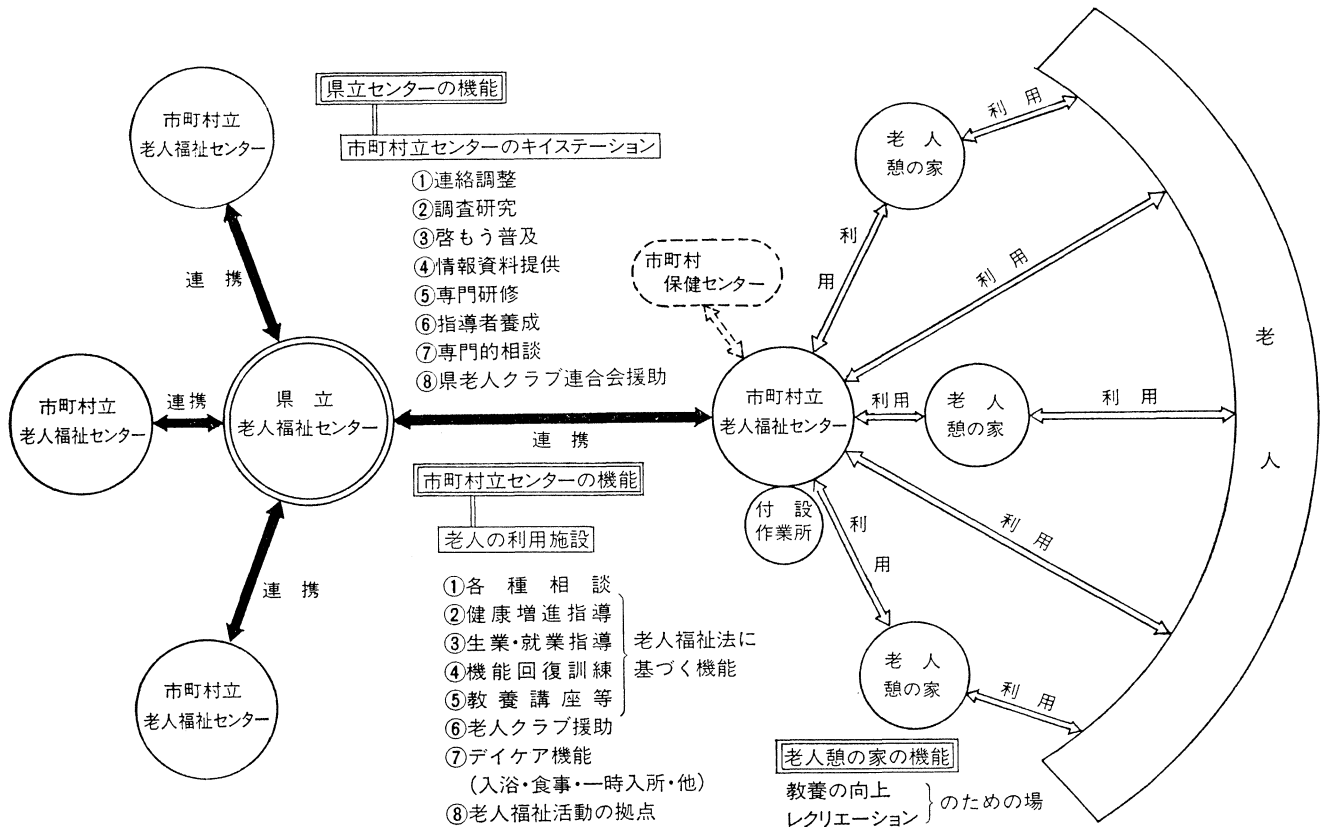 市町村立
老人福祉センター
連携
市町村立
老人福祉センター
連携
県立
老人福祉センター
連携
市町村立
老人福祉センター
県立センターの機能
市町村立センターのキイステーション
①連絡調整
②調査研究
③啓もう普及
④情報資料提供
⑤専門研修
⑥指導者養成
⑦専門的相談
⑧県老人クラブ連合会援助
連携
市町村立センターの機能
老人の利用施設
①各種相談
②健康増進指導
③生業・就業指導
④機能回復訓練
⑤教養講座等
老人福祉法に
基づく機能
⑥老人クラブ援助
⑦デイケア機能
(入浴・食事・一時入所・他)
⑧老人福祉活動の拠点
市町村
保健センター
市町村立
老人福祉センター
付設
作業所
利用
老人
憩の家
利用
利用
利用
老人
憩の家
利用
利用
利用
老人
憩の家
利用
老人
老人憩の家の機能
教養の向上
レクリエーション
のための場